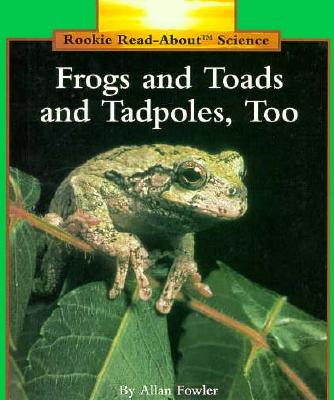 Rookie Read-About™ Science
Frogs and Toads
and Tadpoles, Too
By Allan Fowler